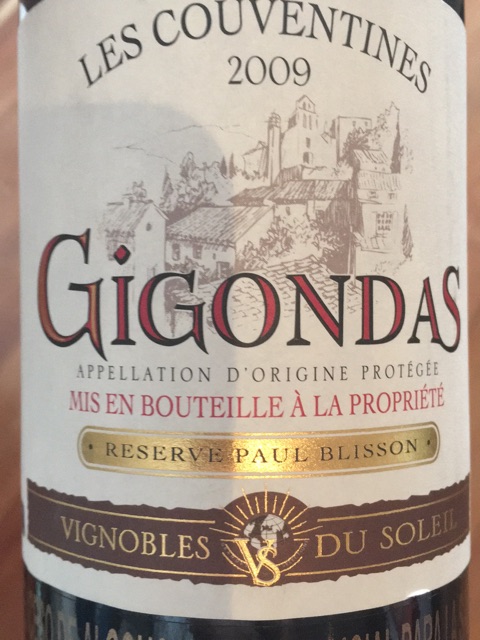 LES COUVENTINES
2009
GiGONDAS
APPELLATION D'ORIGINE PROTÉGÉE
MIS EN BOUTEILLE À LA PROPRIÉTÉ
· RESERVE PAUL BLISSON ·
VIGNOBLES VS DU SOLEIL